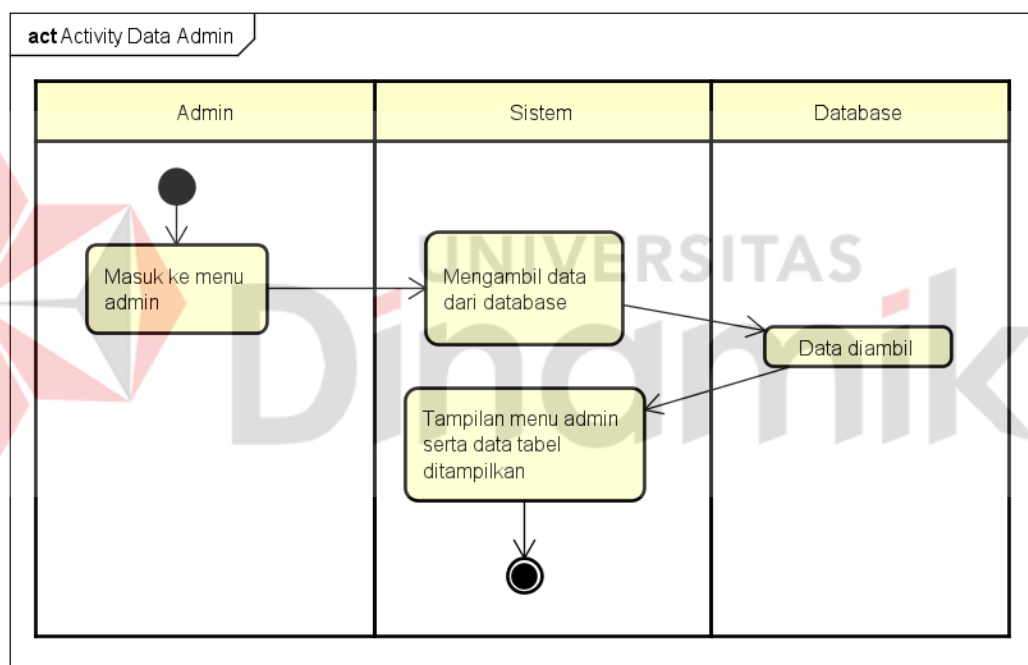 act Activity Data Admin
Admin
Sistem
Database
UNIVERSITAS
Dinamik
Masuk ke menu
admin
Mengambil data
dari database
Data diambil
Tampilan menu admin
serta data tabel
ditampilkan